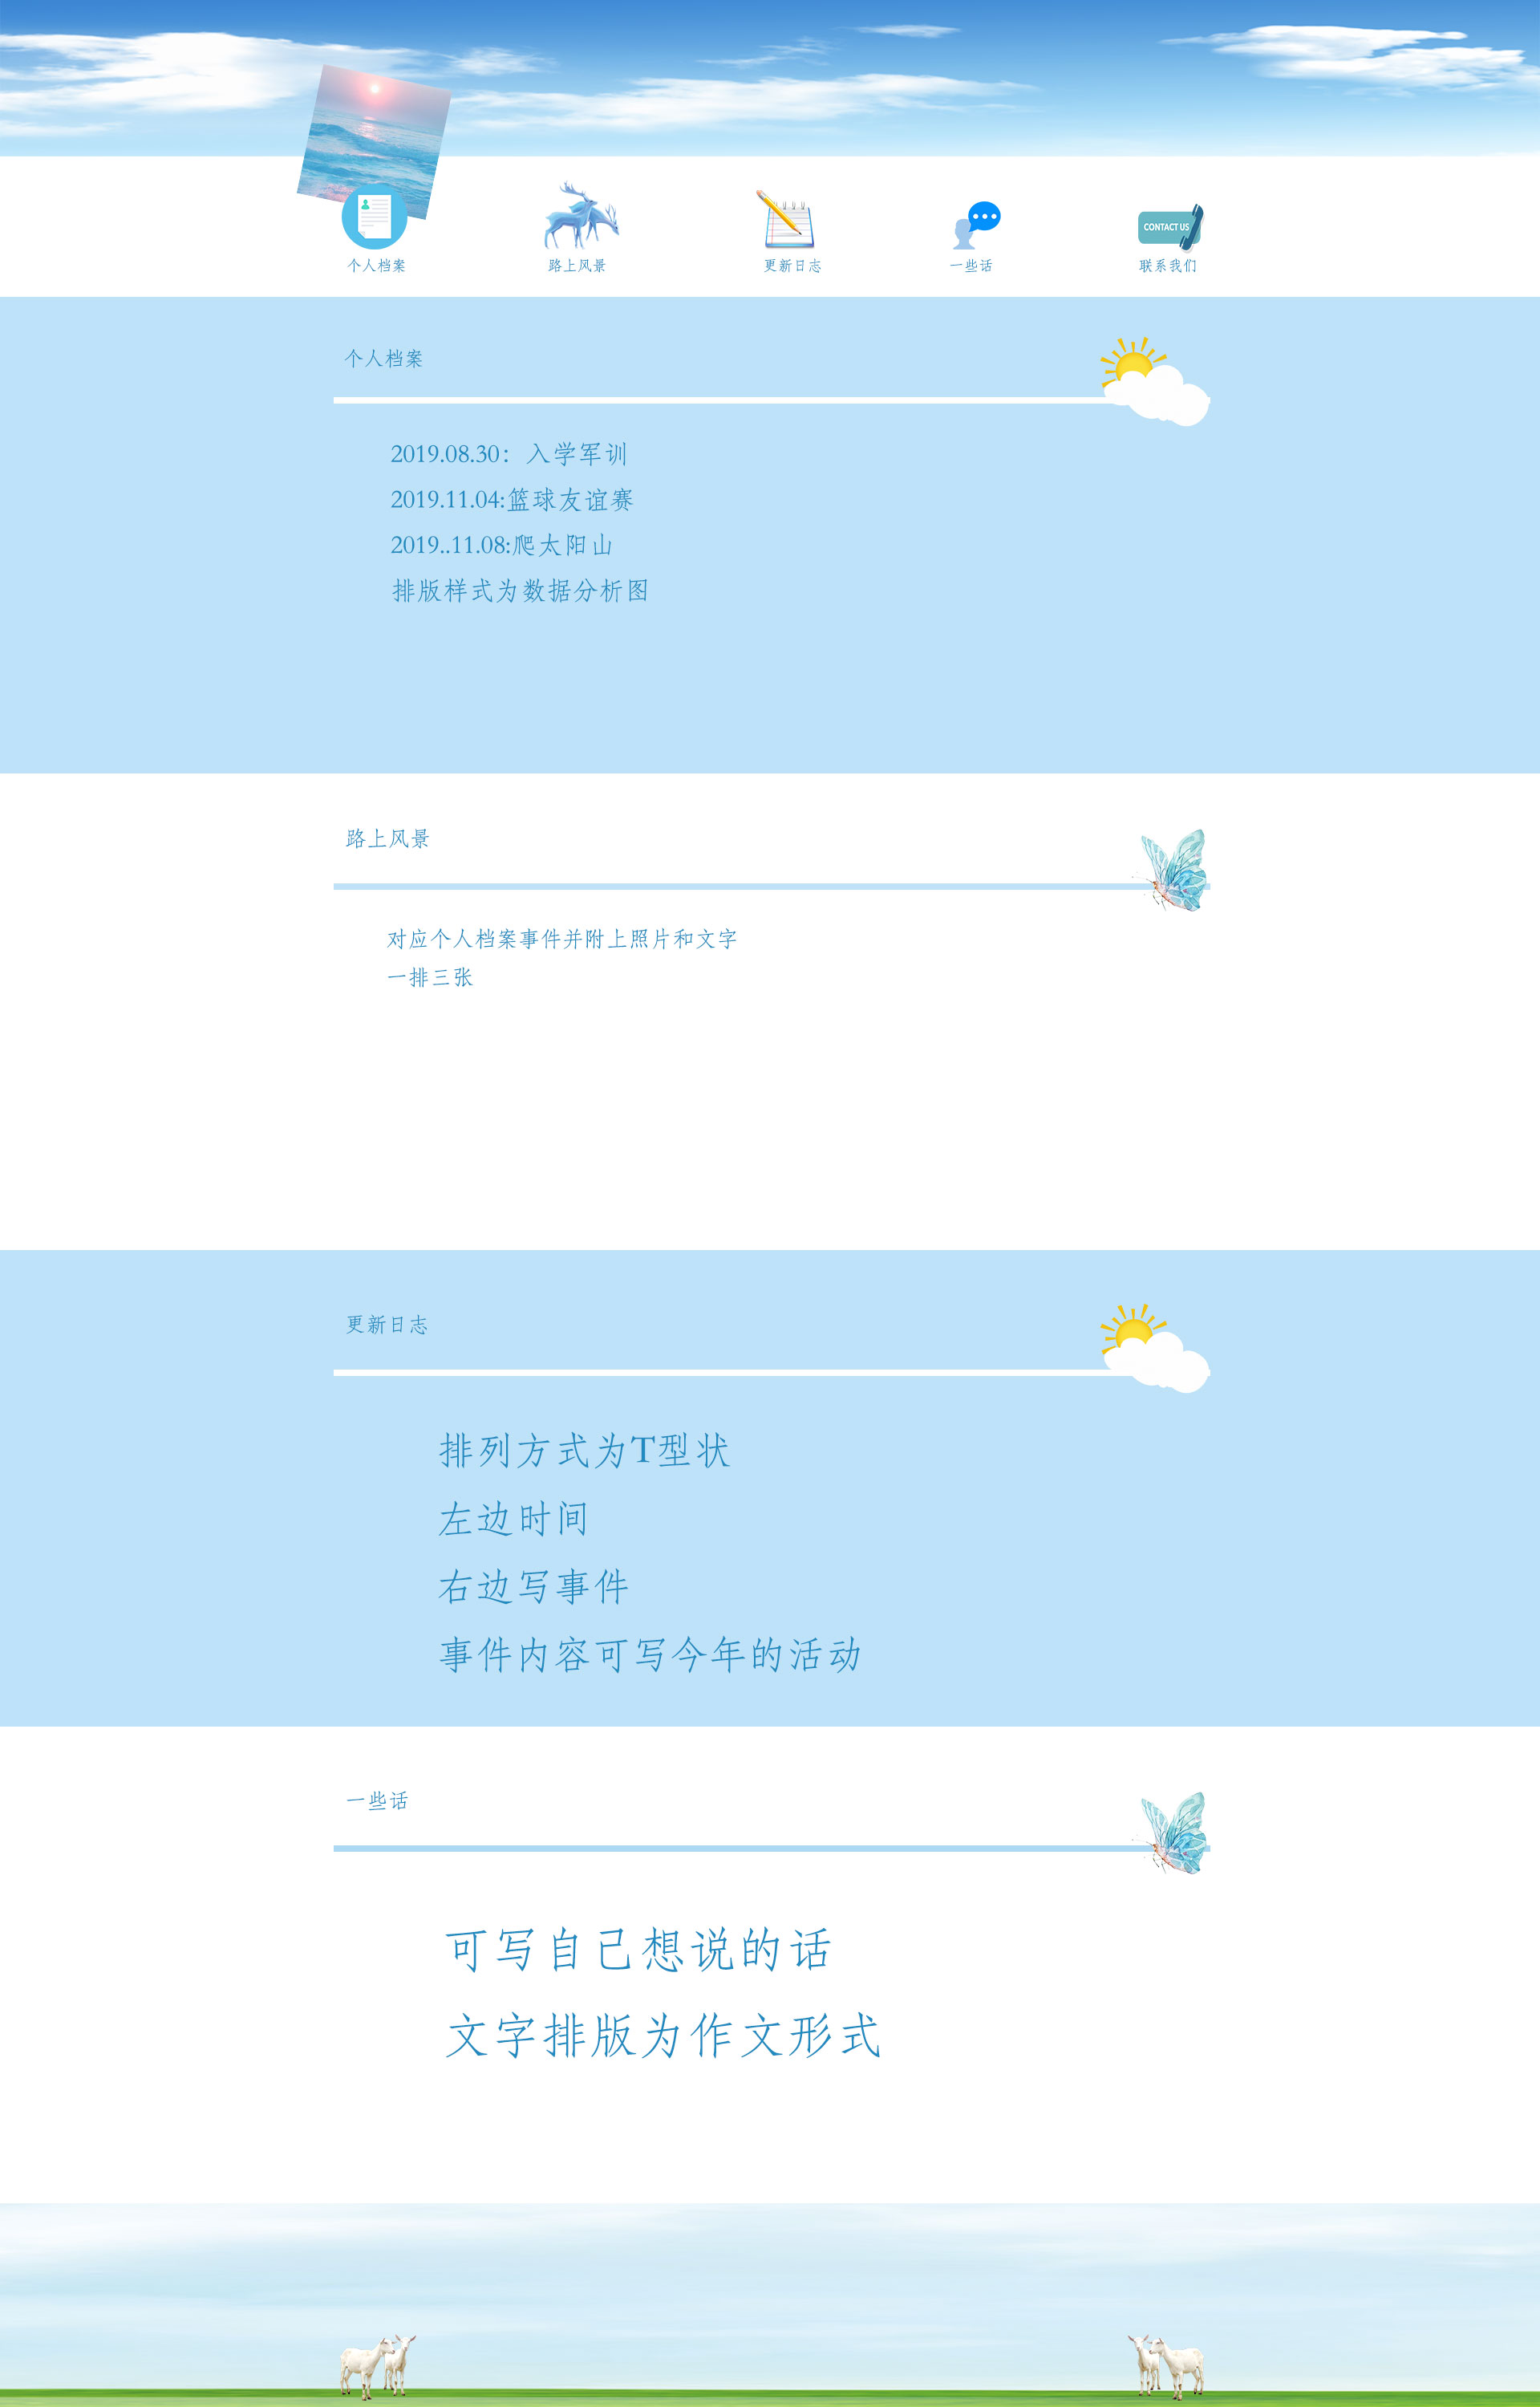 CONTACT US
个人档案
路上风景
更新日志
一些话
联系我们
个人档案
2019.08.30：入学军训
2019.11.04:篮球友谊赛
2019..11.08:爬太阳山
排版样式为数据分析图
路上风景
对应个人档案事件并附上照片和文字
一排三张
更新日志
排列方式为T型状
左边时间
右边写事件
事件内容可写今年的活动
一些话
可写自己想说的话
文字排版为作文形式